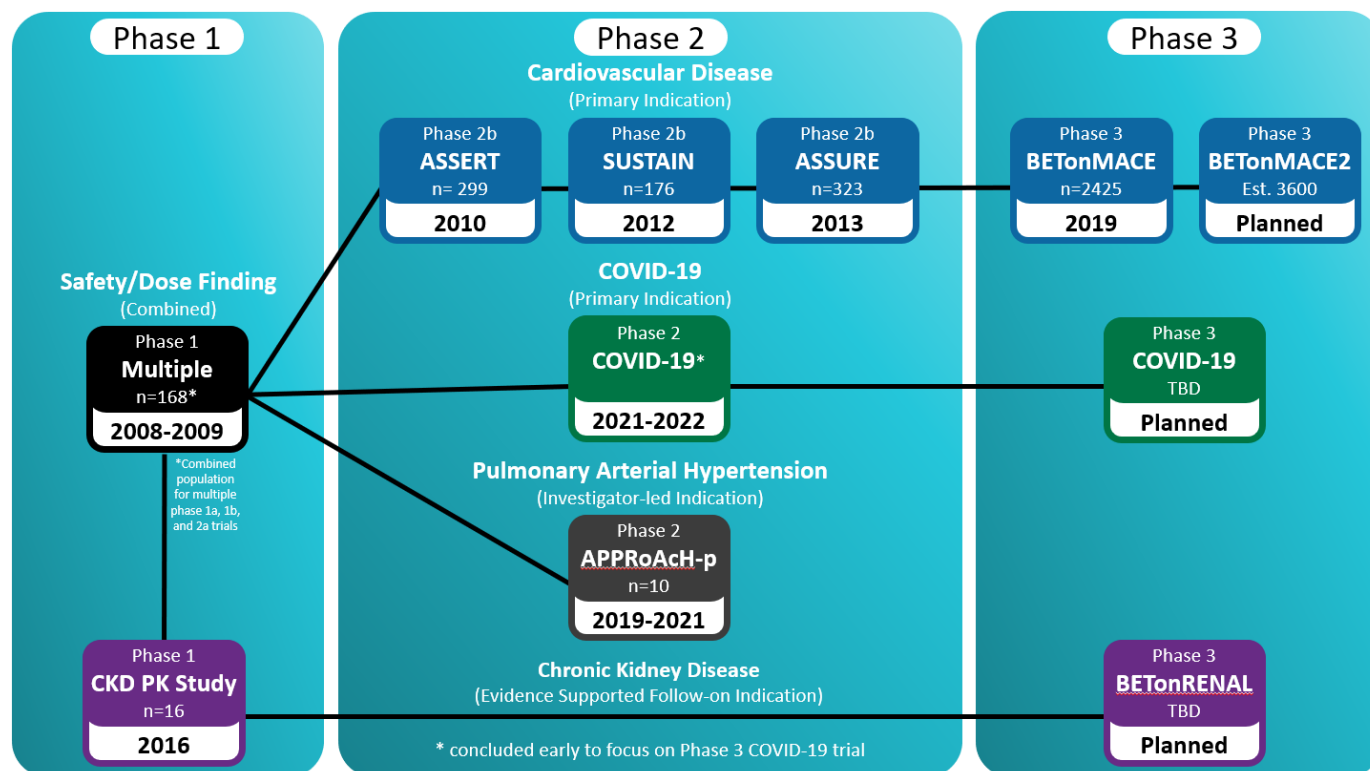 Phase 1
Safety/Dose Finding
(Combined)
Phase 1
Multiple
n=168*
2008-2009
*Combined
population
for multiple
phase 1a, 1b,
and 2a trials
Phase 1
CKD PK Study
n=16
2016
Phase 2
Cardiovascular Disease
(Primary Indication)
Phase 2b
ASSERT
n= 299
2010
Phase 2b
SUSTAIN
n=176
2012
Phase 2b
ASSURE
n=323
2013
COVID-19
(Primary Indication)
Phase 2
COVID-19*
2021-2022
Pulmonary Arterial Hypertension
(Investigator-led Indication)
Phase 2
APPRoAcH-p
n=10
2019-2021
Chronic Kidney Disease
(Evidence Supported Follow-on Indication)
* concluded early to focus on Phase 3 COVID-19 trial
Phase 3
Phase 3
BETonMACE
n=2425
2019
Phase 3
BETonMACE2
Est. 3600
Planned
Phase 3
COVID-19
TBD
Planned
Phase 3
BETonRENAL
TBD
Planned